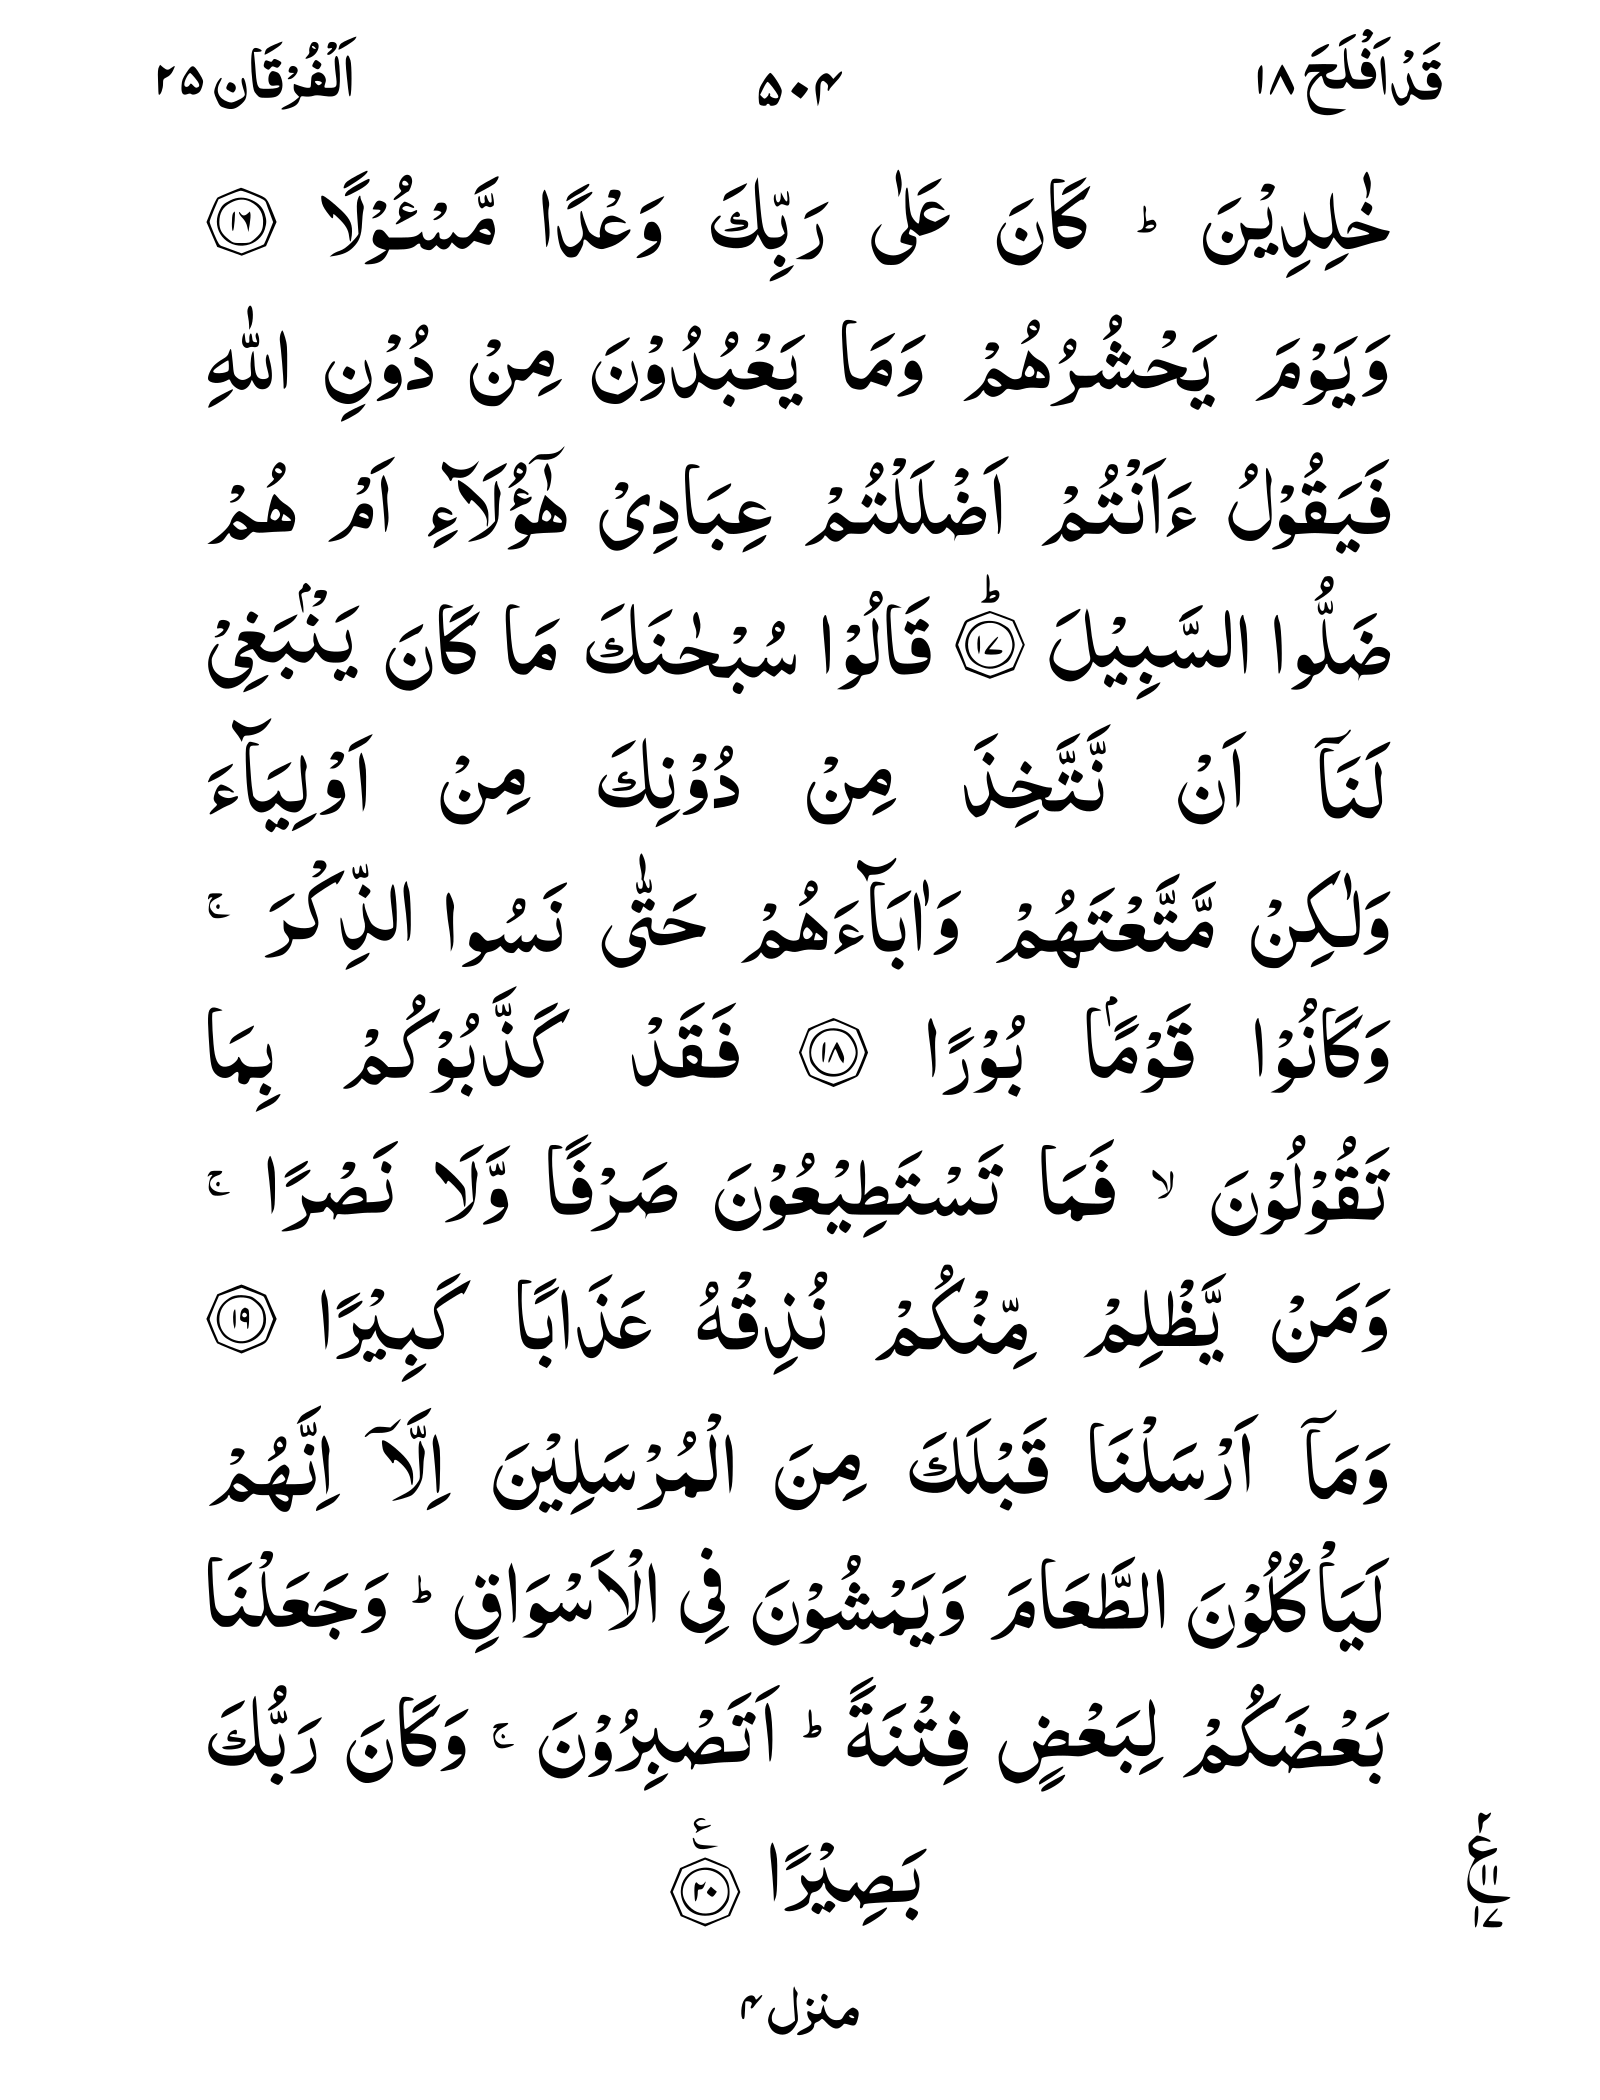 قَدْاَفْلَحَ ١٨
٥٠٤
اَلْفُرْقَان ٢٥
خٰلِدِيْنَ ؕ كَانَ عَلٰى رَبِّكَ وَعْدًا مَّسْـُٔوْلًا ١٦
وَيَوْمَ يَحْشُرُهُمْ وَمَا يَعْبُدُوْنَ مِنْ دُوْنِ اللّٰهِ
فَيَقُوْلُ ءَاَنْتُمْ اَضْلَلْتُمْ عِبَادِىْ هٰٓؤُلَآءِ اَمْ هُمْ
ضَلُّوا السَّبِيْلَ ؕ ١٧ قَالُوْا سُبْحٰنَكَ مَا كَانَ يَنْۢبَغِىْ
لَنَاۤ اَنْ نَّتَّخِذَ مِنْ دُوْنِكَ مِنْ اَوْلِيَآءَ
وَلٰكِنْ مَّتَّعْتَهُمْ وَاٰبَآءَهُمْ حَتّٰى نَسُوا الذِّكْرَ ۚ
وَكَانُوْا قَوْمًۢا بُوْرًا ١٨ فَقَدْ كَذَّبُوْكُمْ بِمَا
تَقُوْلُوْنَ ۙ فَمَا تَسْتَطِيْعُوْنَ صَرْفًا وَّلَا نَصْرًا ۚ
وَمَنْ يَّظْلِمْ مِّنْكُمْ نُذِقْهُ عَذَابًا كَبِيْرًا ١٩
وَمَاۤ اَرْسَلْنَا قَبْلَكَ مِنَ الْمُرْسَلِيْنَ اِلَّاۤ اِنَّهُمْ
لَيَاْكُلُوْنَ الطَّعَامَ وَيَمْشُوْنَ فِى الْاَسْوَاقِ ؕ وَجَعَلْنَا
بَعْضَكُمْ لِبَعْضٍ فِتْنَةً ؕ اَتَصْبِرُوْنَ ۚ وَكَانَ رَبُّكَ
بَصِيْرًا ࣖ ٢٠
٢
ع
١١
١٧
منزل ٤